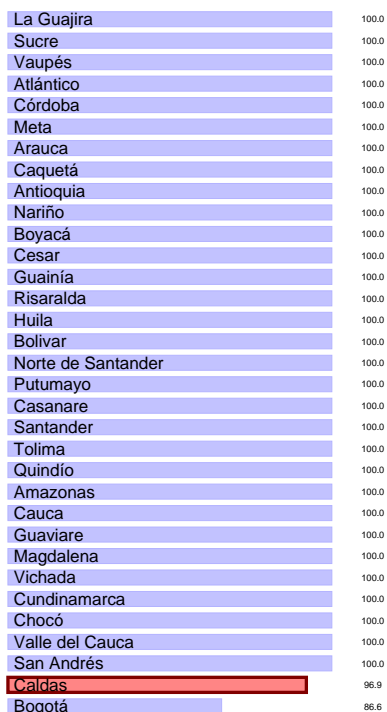 La Guajira 100.0
Sucre 100.0
Vaupés 100.0
Atlántico 100.0
Córdoba 100.0
Meta 100.0
Arauca 100.0
Caquetá 100.0
Antioquia 100.0
Nariño 100.0
Boyacá 100.0
Cesar 100.0
Guainía 100.0
Risaralda 100.0
Huila 100.0
Bolivar 100.0
Norte de Santander 100.0
Putumayo 100.0
Casanare 100.0
Santander 100.0
Tolima 100.0
Quindío 100.0
Amazonas 100.0
Cauca 100.0
Guaviare 100.0
Magdalena 100.0
Vichada 100.0
Cundinamarca 100.0
Chocó 100.0
Valle del Cauca 100.0
San Andrés 100.0
Caldas 96.9
Bogotá 86.6